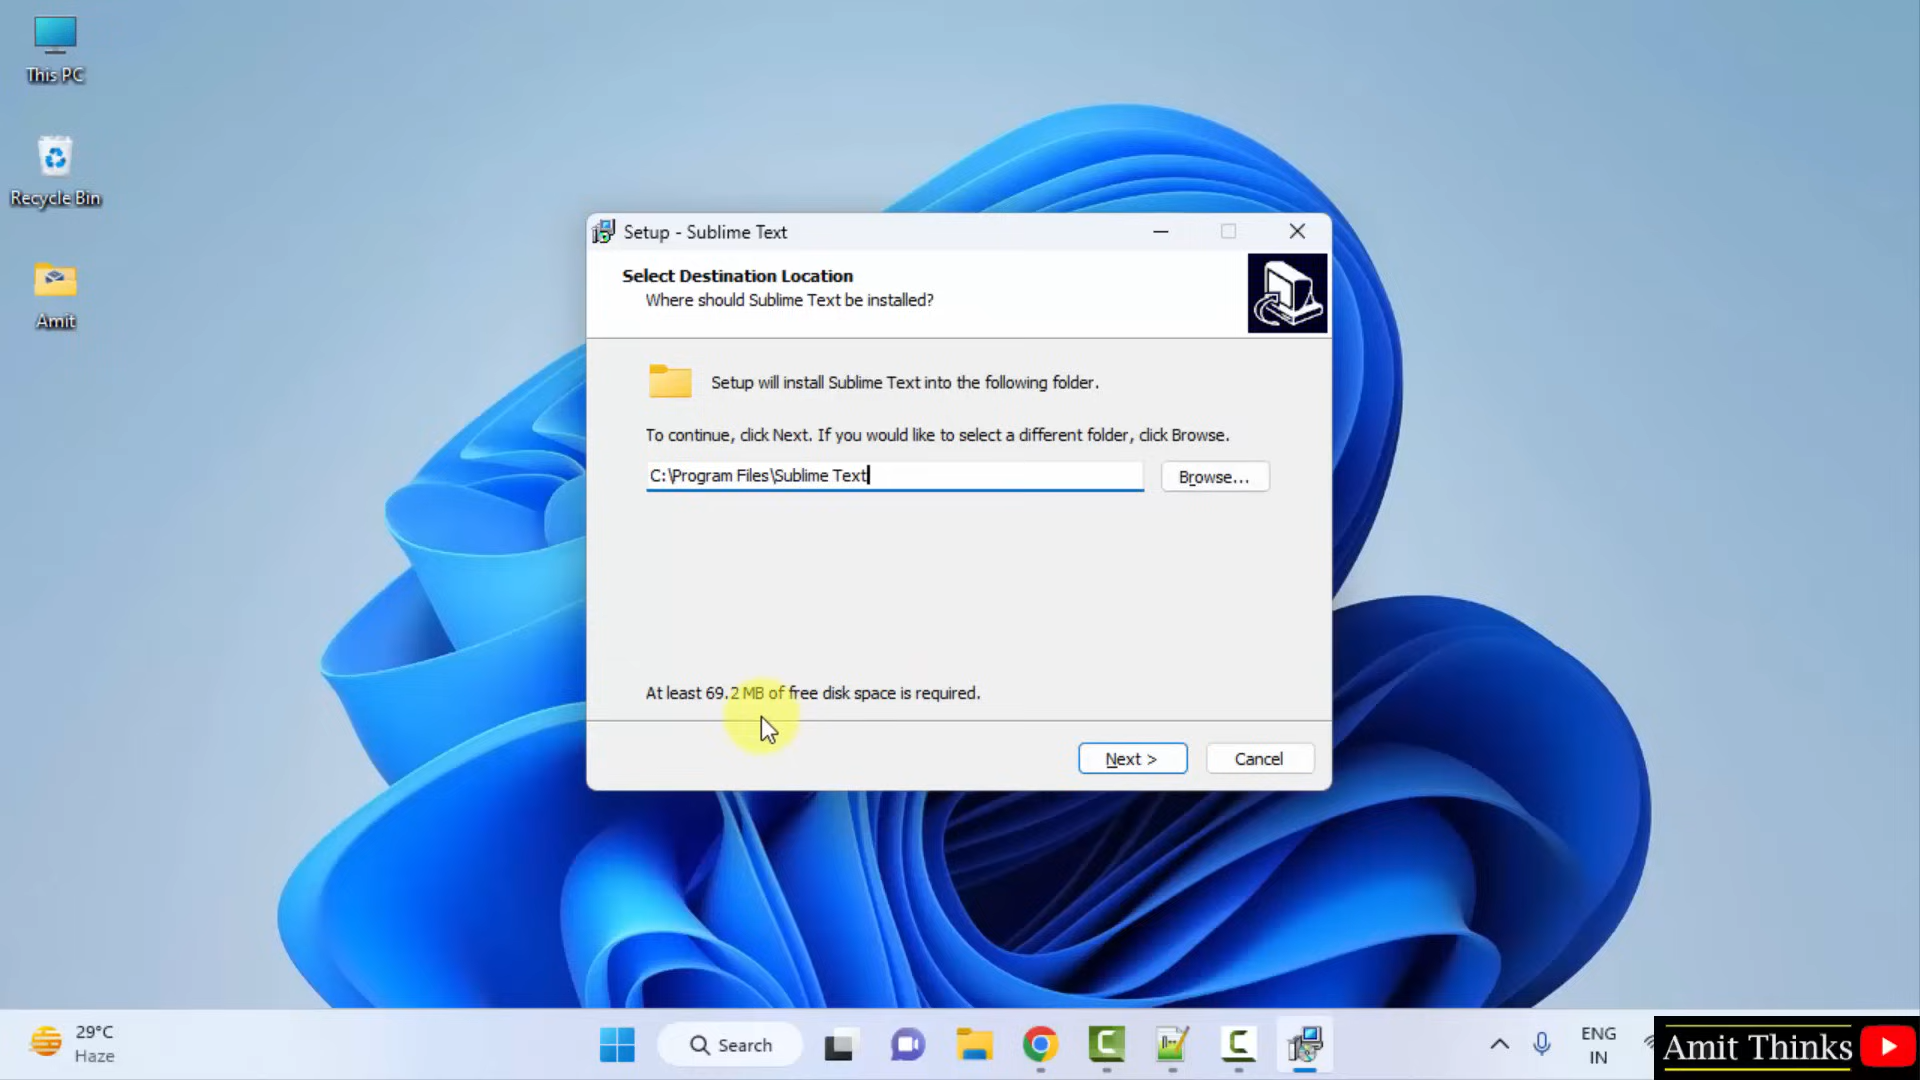 This PC
Recycle Bin
Amit
Setup - Sublime Text
Select Destination Location
Where should Sublime Text be installed?
Setup will install Sublime Text into the following folder.
To continue, click Next. If you would like to select a different folder, click Browse.
C:\Program Files\Sublime Text
Browse...
At least 69.2 MB of free disk space is required.
Next >
Cancel
29°C
Haze
Search
ENG
IN
Amit Thinks